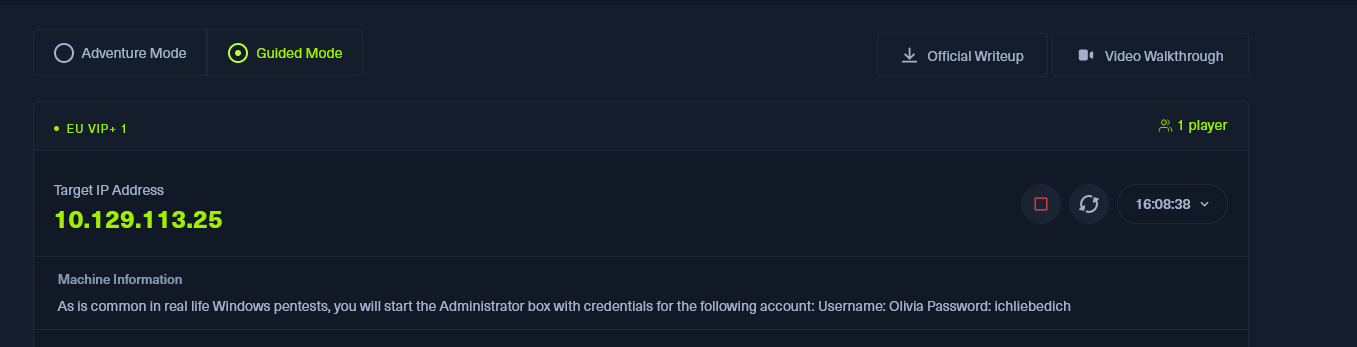 Adventure Mode
Guided Mode
Official Writeup
Video Walkthrough
EU VIP+ 1
1 player
Target IP Address
10.129.113.25
16:08:38
Machine Information
As is common in real life Windows pentests, you will start the Administrator box with credentials for the following account: Username: Olivia Password: ichliebedich